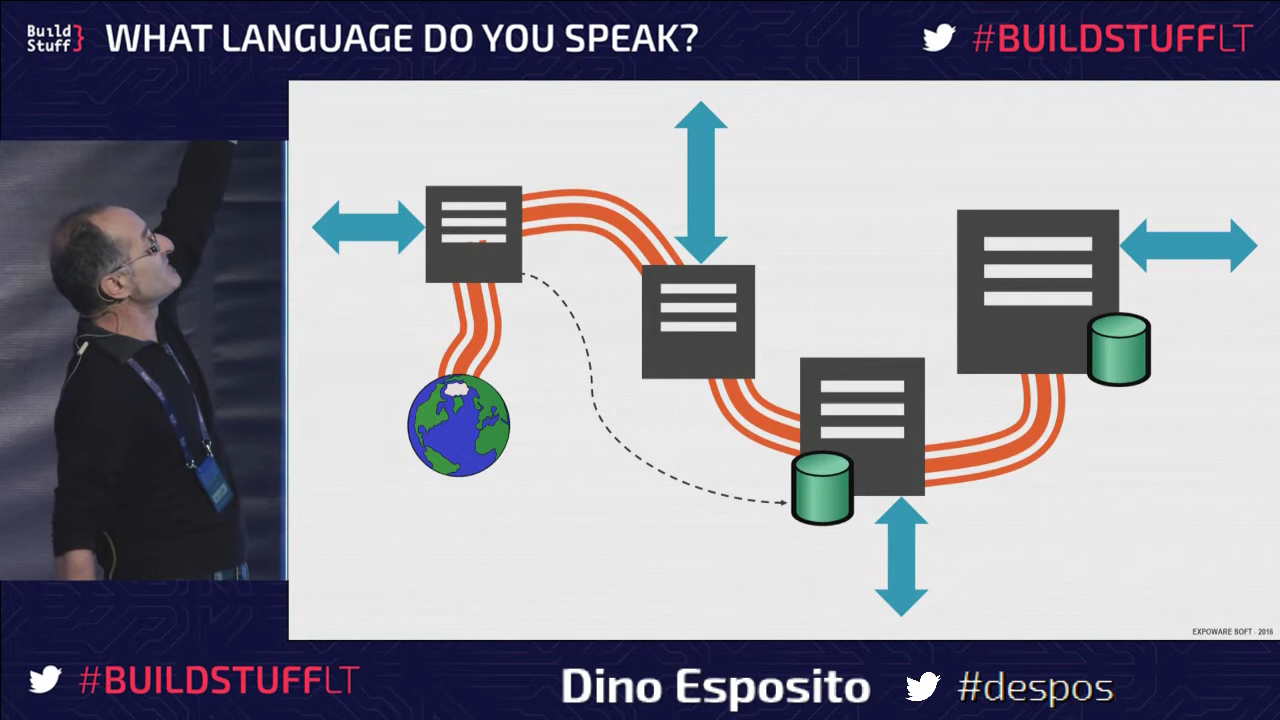 Build
Stuff
WHAT LANGUAGE DO YOU SPEAK?
#BUILDSTUFFLT
EXPOWARE SOFT - 2016
#BUILDSTUFFLT
Dino Esposito
#despos